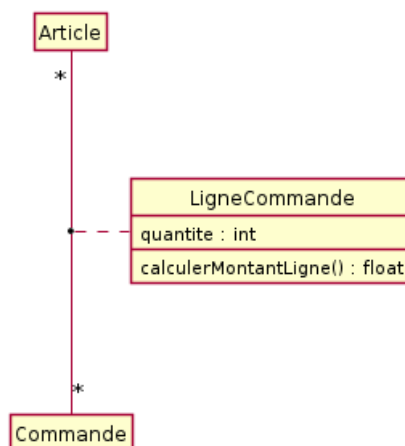 Article
*
LigneCommande
quantite : int
calculerMontantLigne() : float
*
Commande